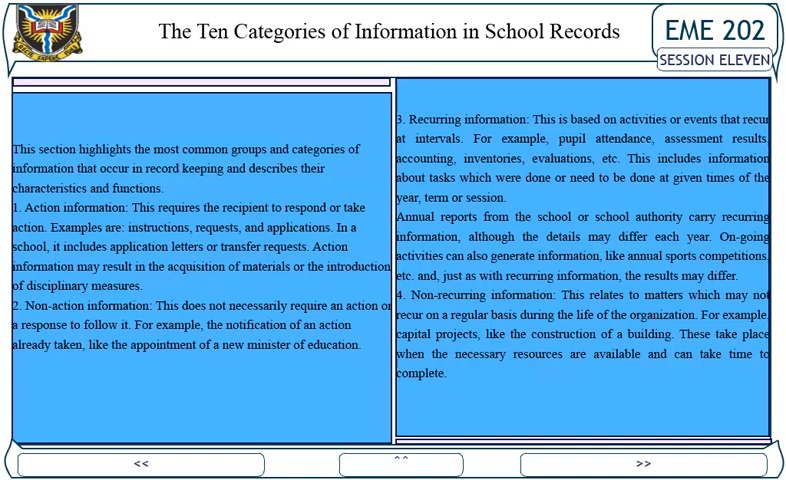 The Ten Categories of Information in School Records
EME 202
SESSION ELEVEN
This section highlights the most common groups and categories of
information that occur in record keeping and describes their
characteristics and functions.
1. Action information: This requires the recipient to respond or take
action. Examples are: instructions, requests, and applications. In a
school, it includes application letters or transfer requests. Action
information may result in the acquisition of materials or the introduction
of disciplinary measures.
2. Non-action information: This does not necessarily require an action or
a response to follow it. For example, the notification of an action
already taken, like the appointment of a new minister of education.
3. Recurring information: This is based on activities or events that recur
at intervals. For example, pupil attendance, assessment results,
accounting, inventories, evaluations, etc. This includes information
about tasks which were done or need to be done at given times of the
year, term or session.
Annual reports from the school or school authority carry recurring
information, although the details may differ each year. On-going
activities can also generate information, like annual sports competitions,
etc. and, just as with recurring information, the results may differ.
4. Non-recurring information: This relates to matters which may not
recur on a regular basis during the life of the organization. For example,
capital projects, like the construction of a building. These take place
when the necessary resources are available and can take time to
complete.
<<
^^
>>